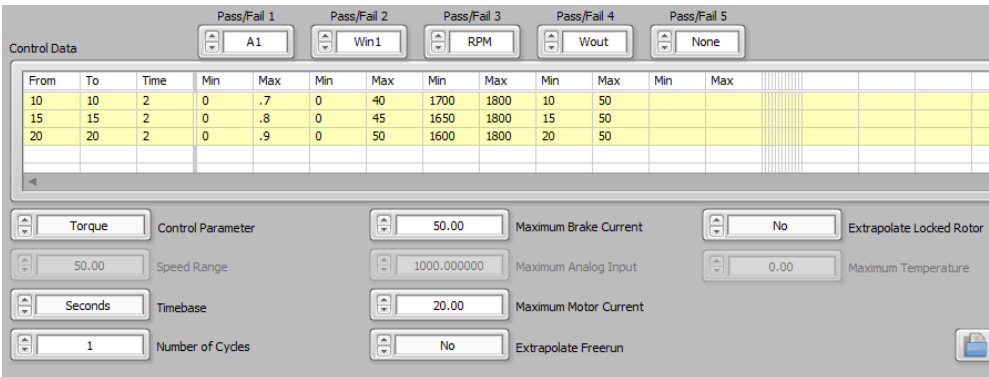 Pass/Fail 1 Pass/Fail 2 Pass/Fail 3 Pass/Fail 4 Pass/Fail 5
Control Data A1 Win1 RPM Wout None
From To Time Min Max Min Max Min Max Min Max Min Max
10 10 2 0 .7 0 40 1700 1800 10 50
15 15 2 0 .8 0 45 1650 1800 15 50
20 20 2 0 .9 0 50 1600 1800 20 50
Torque Control Parameter 50.00 Maximum Brake Current No Extrapolate Locked Rotor
50.00 Speed Range 1000.000000 Maximum Analog Input 0.00 Maximum Temperature
Seconds Timebase 20.00 Maximum Motor Current
1 Number of Cycles No Extrapolate Freerun